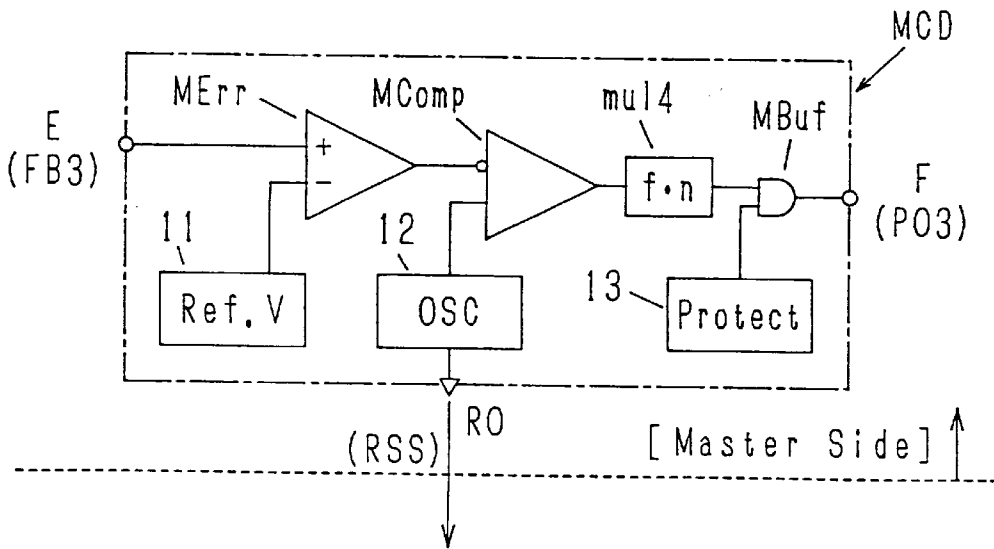 MCD
MErr
MComp
mul4
MBuf
E
(FB3)
+
−
f·n
F
(PO3)
11
12
13
Ref. V
OSC
Protect
RO
(RSS)
[Master Side]